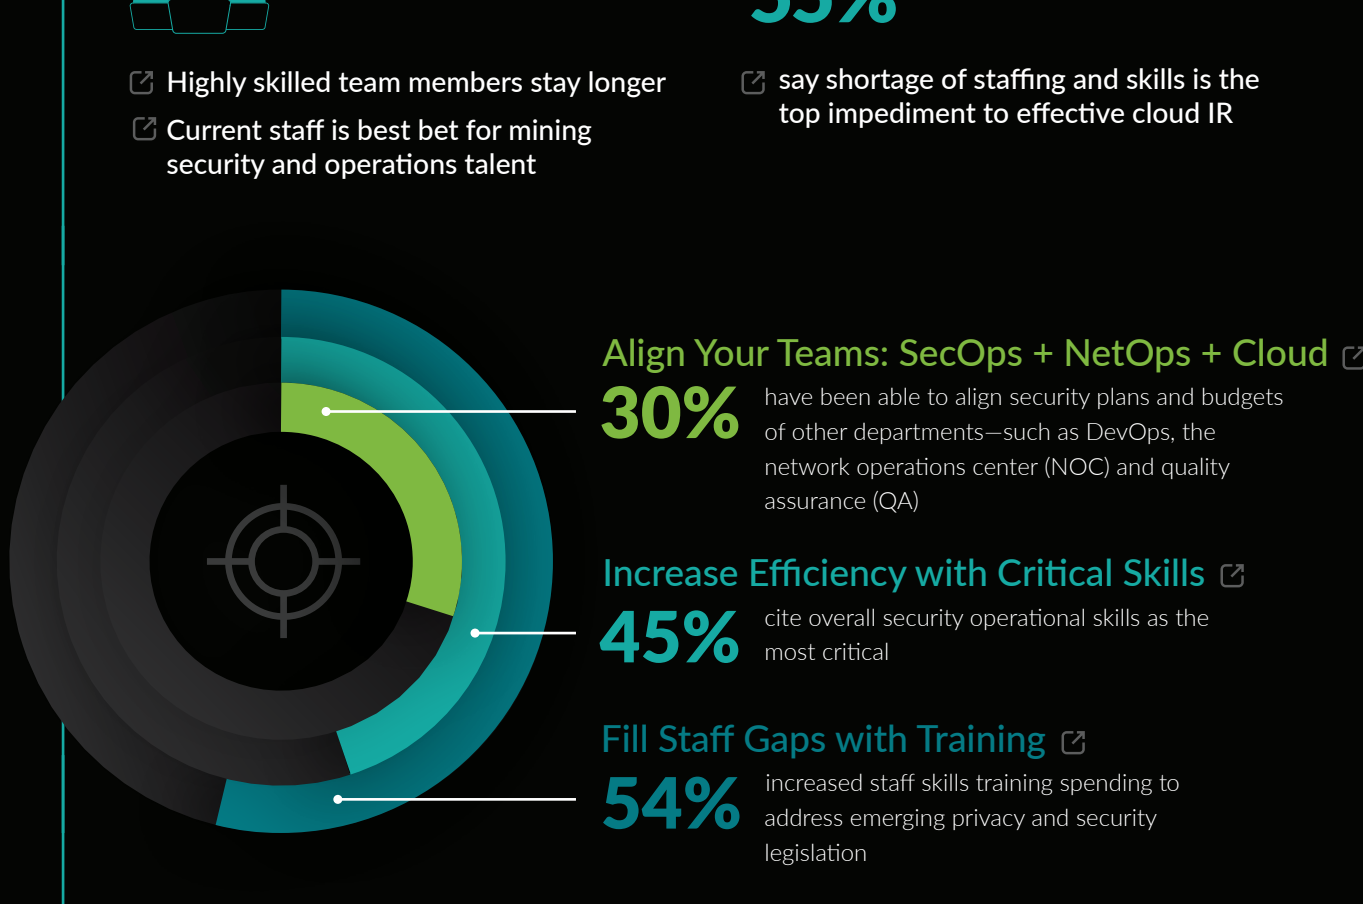 Highly skilled team members stay longer
Current staff is best bet for mining
security and operations talent
say shortage of staffing and skills is the
top impediment to effective cloud IR
Align Your Teams: SecOps + NetOps + Cloud
30%
have been able to align security plans and budgets
of other departments—such as DevOps, the
network operations center (NOC) and quality
assurance (QA)
Increase Efficiency with Critical Skills
45%
cite overall security operational skills as the
most critical
Fill Staff Gaps with Training
54%
increased staff skills training spending to
address emerging privacy and security
legislation